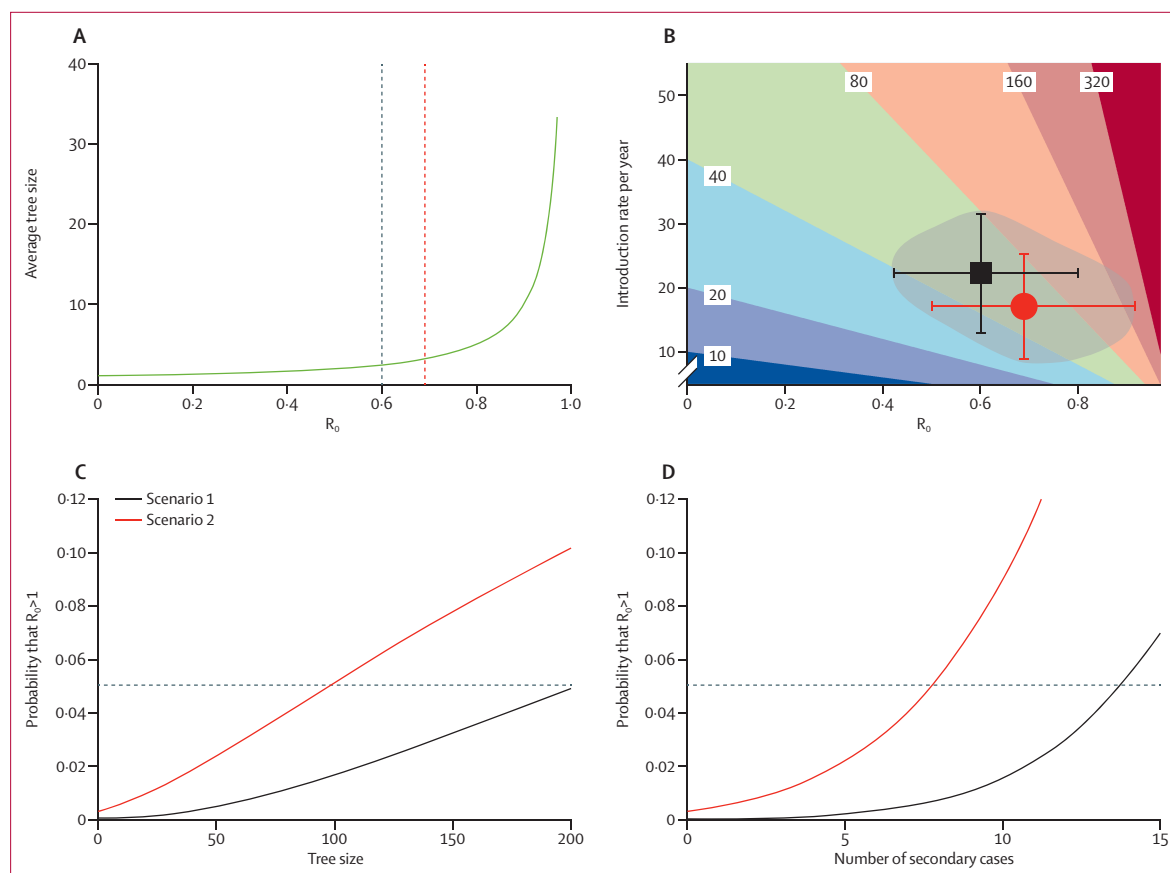 A
Average tree size
40
30
20
10
0
0 0·2 0·4 0·6 0·8 1·0
R₀
B
Introduction rate per year
50
40
30
20
10
80 160 320
40
20
10
0 0·2 0·4 0·6 0·8
R₀
C
Scenario 1
Scenario 2
Probability that R₀>1
0·12
0·10
0·08
0·06
0·04
0·02
0
0 50 100 150 200
Tree size
D
Probability that R₀>1
0·12
0·10
0·08
0·06
0·04
0·02
0
0 5 10 15
Number of secondary cases